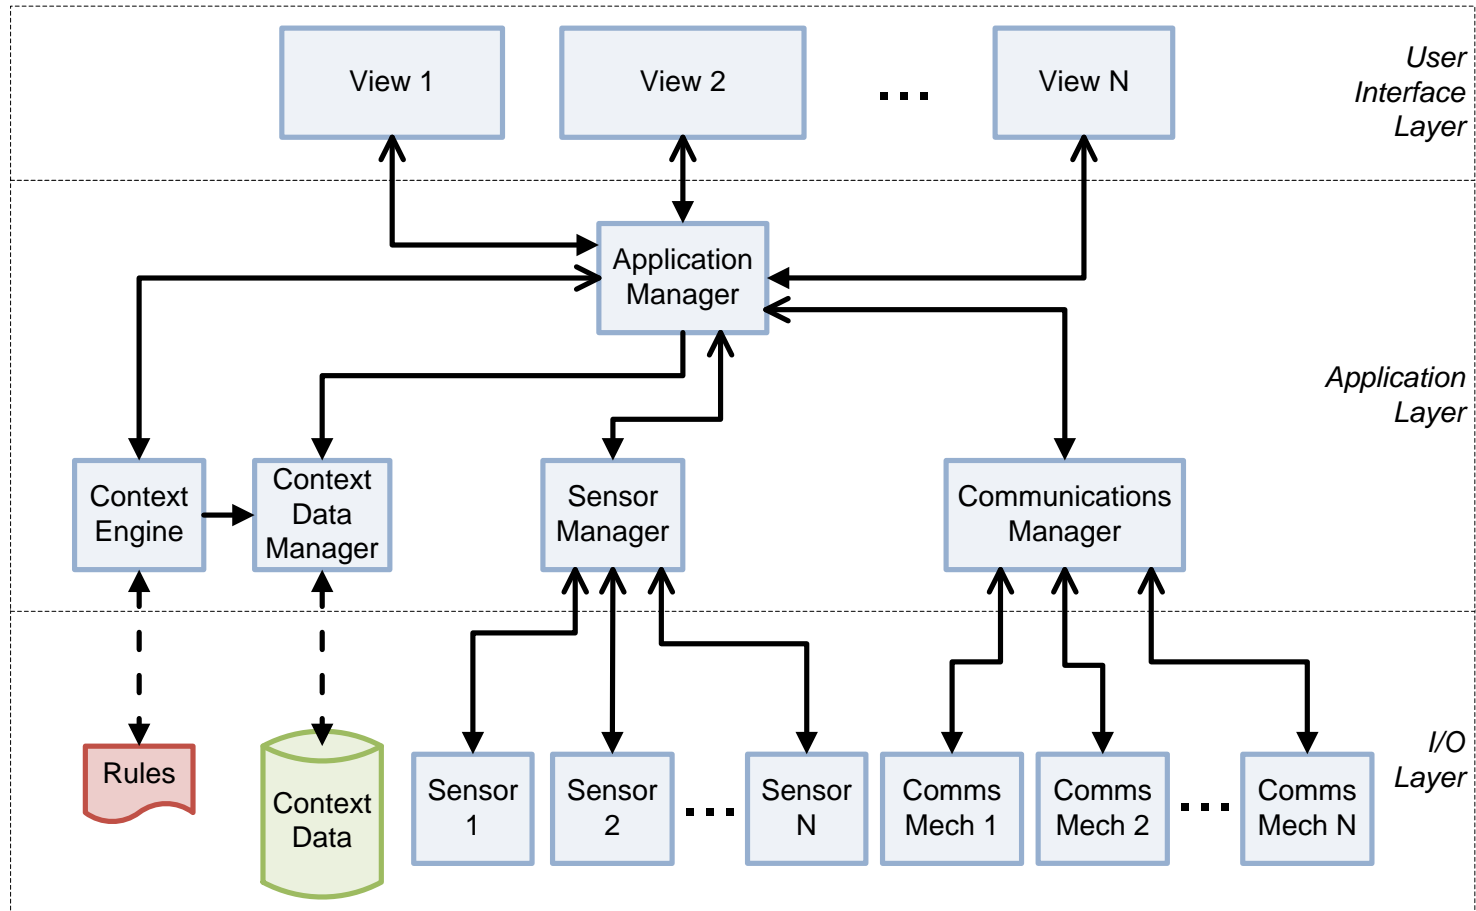 View 1
View 2
...
View N
User
Interface
Layer
Application
Manager
Application
Layer
Context
Engine
Context
Data
Manager
Sensor
Manager
Communications
Manager
Rules
Context
Data
Sensor
1
Sensor
2
...
Sensor
N
Comms
Mech 1
Comms
Mech 2
...
Comms
Mech N
I/O
Layer